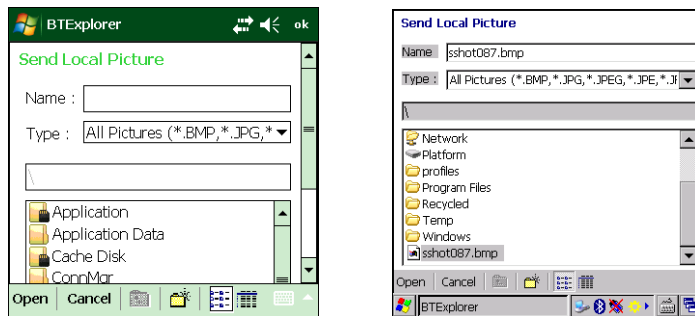 BTExplorer ok
Send Local Picture
Name :
Type : All Pictures (*.BMP,*.JPG,*
\
Application
Application Data
Cache Disk
ConnMgr
Open Cancel
Send Local Picture
Name sshot087.bmp
Type : All Pictures (*.BMP,*.JPG,*.JPEG,*.JPE,*.JF
\
Network
Platform
profiles
Program Files
Recycled
Temp
Windows
sshot087.bmp
Open Cancel
BTExplorer